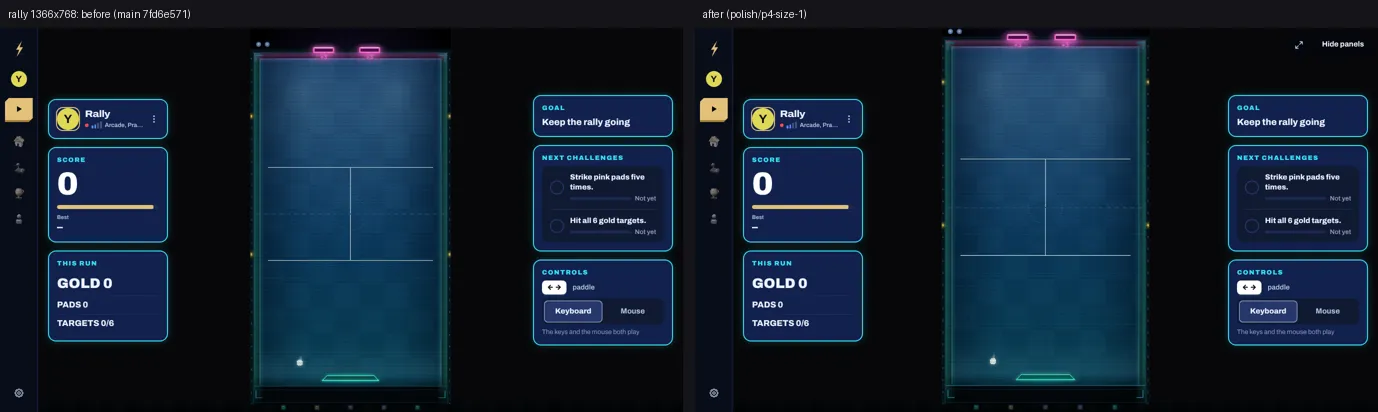 rally 1366x768: before (main 7fd6e571)
Y
Y
Rally
Arcade, Pra...
SCORE
0
Best
–
THIS RUN
GOLD 0
PADS 0
TARGETS 0/6
GOAL
Keep the rally going
NEXT CHALLENGES
Strike pink pads five
times.
Not yet
Hit all 6 gold targets.
Not yet
CONTROLS
← → paddle
Keyboard Mouse
The keys and the mouse both play
after (polish/p4-size-1)
Hide panels
Y
Y
Rally
Arcade, Pra...
SCORE
0
Best
–
THIS RUN
GOLD 0
PADS 0
TARGETS 0/6
GOAL
Keep the rally going
NEXT CHALLENGES
Strike pink pads five
times.
Not yet
Hit all 6 gold targets.
Not yet
CONTROLS
← → paddle
Keyboard Mouse
The keys and the mouse both play